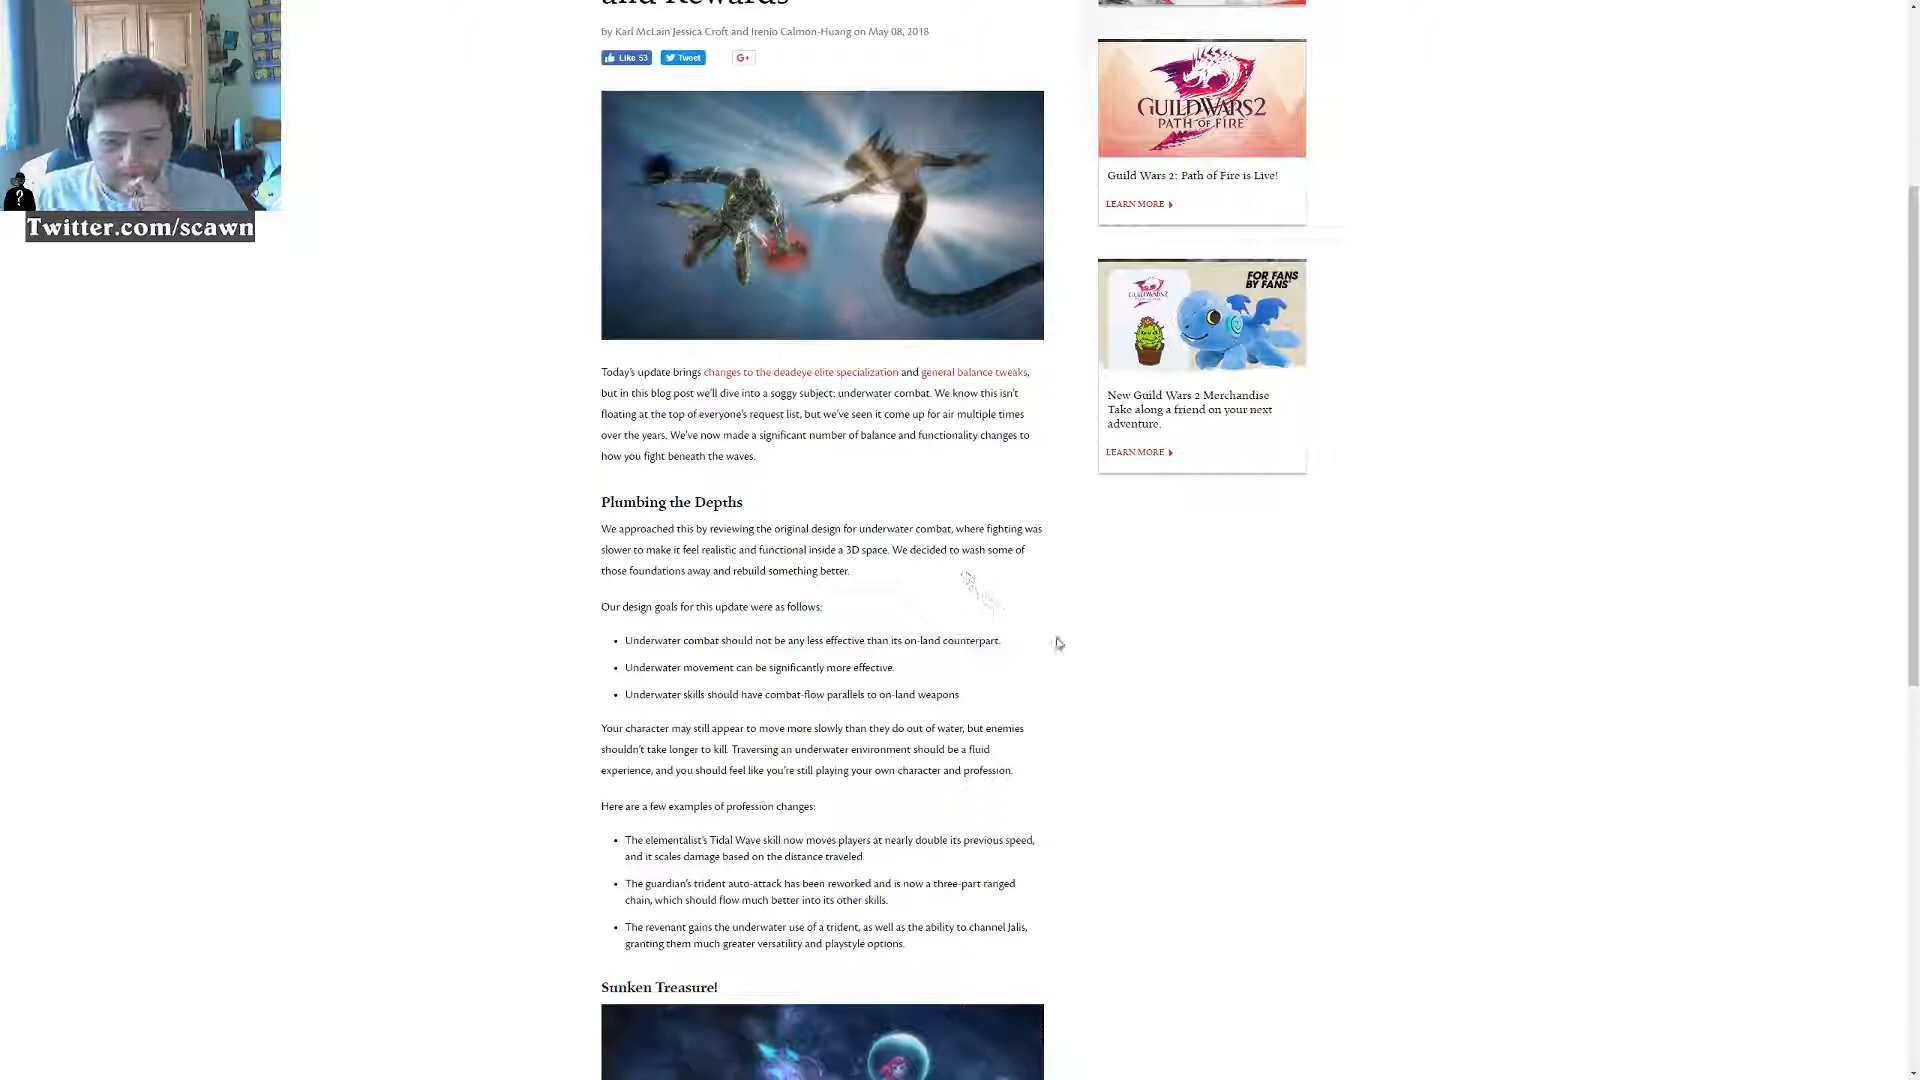 and Rewards
by Karl McLain Jessica Croft and Irenio Calmon-Huang on May 08, 2018
Like 53
Tweet
G+
GUILD WARS 2
PATH OF FIRE
Guild Wars 2: Path of Fire is Live!
LEARN MORE
?
Twitter.com/scawn
FOR FANS
BY FANS
GUILD WARS 2
New Guild Wars 2 Merchandise
Take along a friend on your next
adventure.
LEARN MORE
Today's update brings changes to the deadeye elite specialization and general balance tweaks,
but in this blog post we'll dive into a soggy subject: underwater combat. We know this isn't
floating at the top of everyone's request list, but we've seen it come up for air multiple times
over the years. We've now made a significant number of balance and functionality changes to
how you fight beneath the waves.
Plumbing the Depths
We approached this by reviewing the original design for underwater combat, where fighting was
slower to make it feel realistic and functional inside a 3D space. We decided to wash some of
those foundations away and rebuild something better.
Our design goals for this update were as follows:
• Underwater combat should not be any less effective than its on-land counterpart.
• Underwater movement can be significantly more effective.
• Underwater skills should have combat-flow parallels to on-land weapons
Your character may still appear to move more slowly than they do out of water, but enemies
shouldn't take longer to kill. Traversing an underwater environment should be a fluid
experience, and you should feel like you're still playing your own character and profession.
Here are a few examples of profession changes:
• The elementalist's Tidal Wave skill now moves players at nearly double its previous speed,
and it scales damage based on the distance traveled.
• The guardian's trident auto-attack has been reworked and is now a three-part ranged
chain, which should flow much better into its other skills.
• The revenant gains the underwater use of a trident, as well as the ability to channel Jalis,
granting them much greater versatility and playstyle options.
Sunken Treasure!